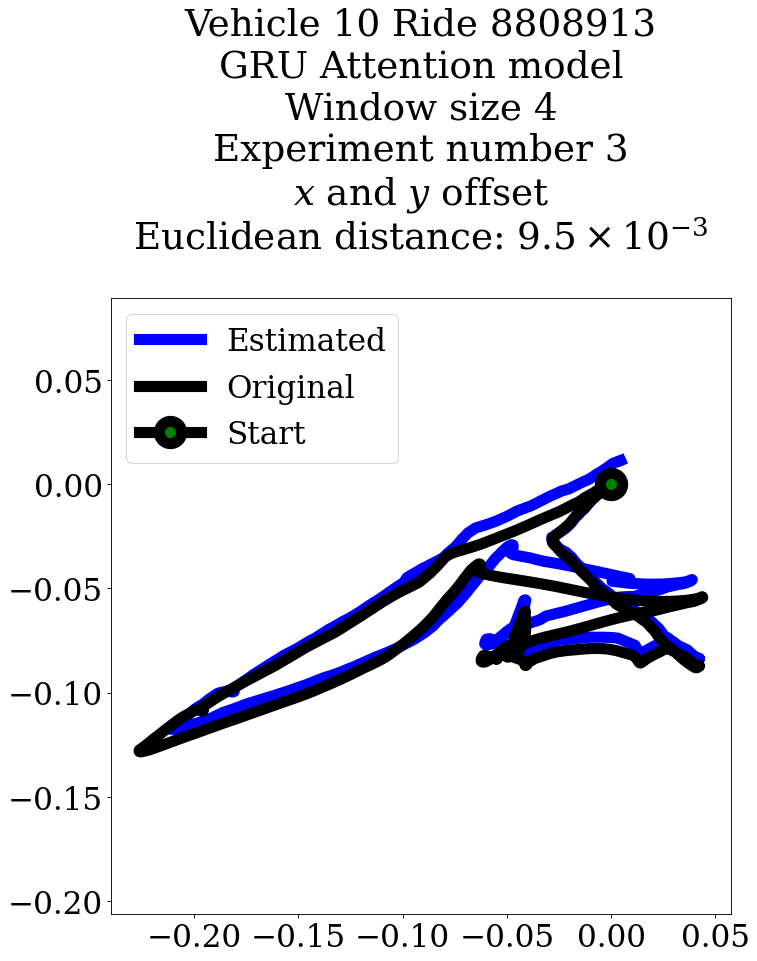 Vehicle 10 Ride 8808913
GRU Attention model
Window size 4
Experiment number 3
x and y offset
Euclidean distance: 9.5 × 10⁻³
Estimated
Original
Start
0.05
0.00
−0.05
−0.10
−0.15
−0.20
−0.20 −0.15 −0.10 −0.05 0.00 0.05